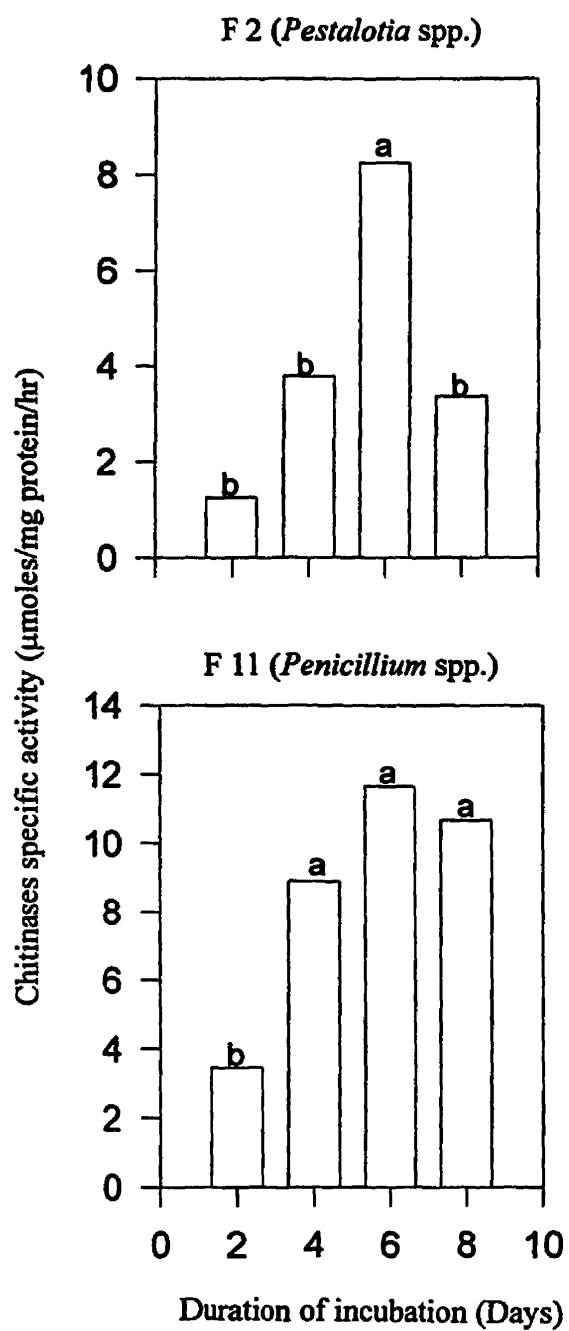 F 2 (Pestalotia spp.)
10
8
6
4
2
0
b
b
a
b
Chitinases specific activity (μmoles/mg protein/hr)
F 11 (Penicillium spp.)
14
12
10
8
6
4
2
0
b
a
a
a
0 2 4 6 8 10
Duration of incubation (Days)